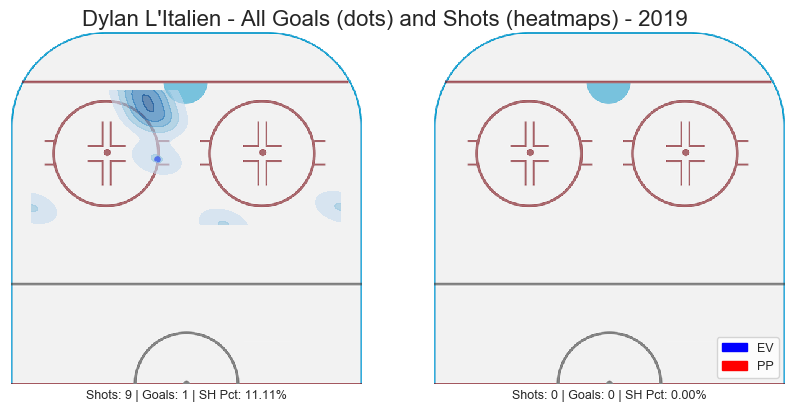 Dylan L'Italien - All Goals (dots) and Shots (heatmaps) - 2019
EV
PP
Shots: 9 | Goals: 1 | SH Pct: 11.11%
Shots: 0 | Goals: 0 | SH Pct: 0.00%